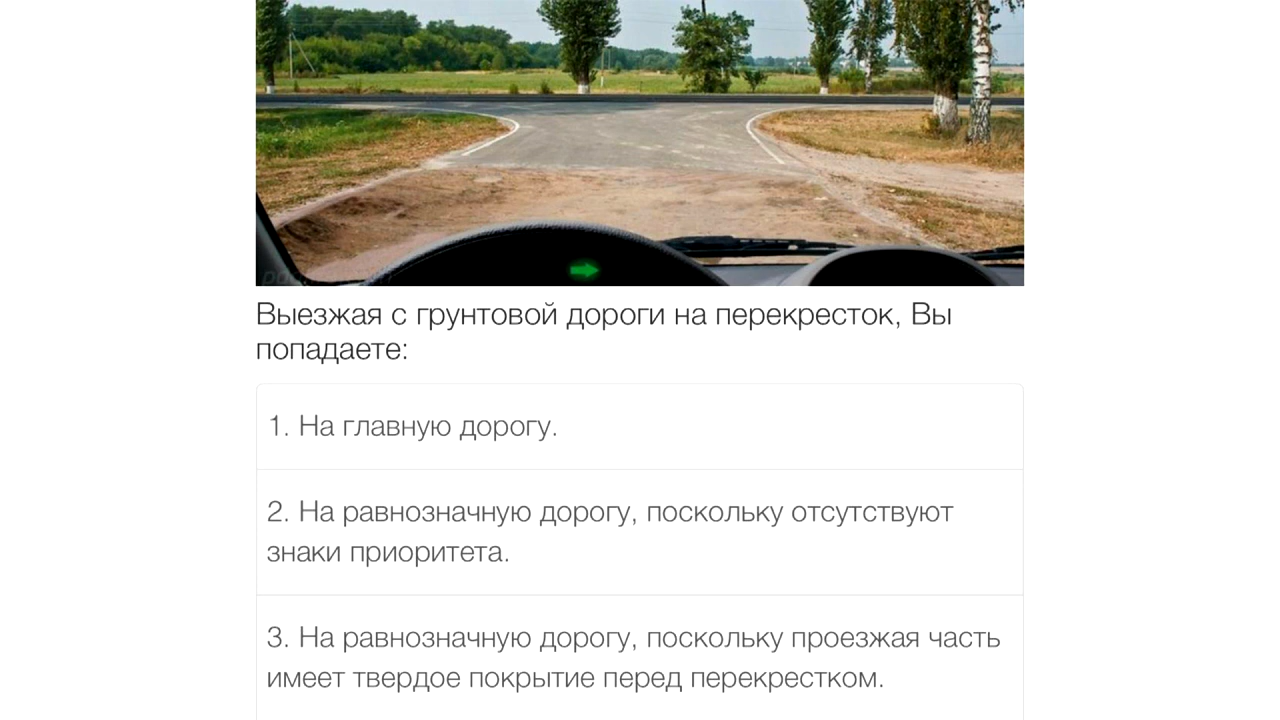 Выезжая с грунтовой дороги на перекресток, Вы
попадаете:
1. На главную дорогу.
2. На равнозначную дорогу, поскольку отсутствуют
знаки приоритета.
3. На равнозначную дорогу, поскольку проезжая часть
имеет твердое покрытие перед перекрестком.